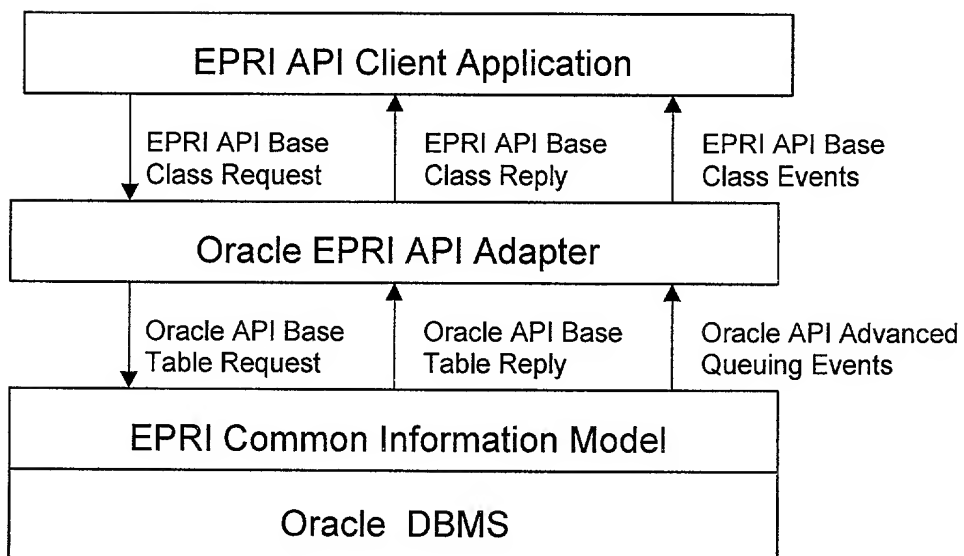 EPRI API Client Application
EPRI API Base
Class Request
EPRI API Base
Class Reply
EPRI API Base
Class Events
Oracle EPRI API Adapter
Oracle API Base
Table Request
Oracle API Base
Table Reply
Oracle API Advanced
Queuing Events
EPRI Common Information Model
Oracle DBMS